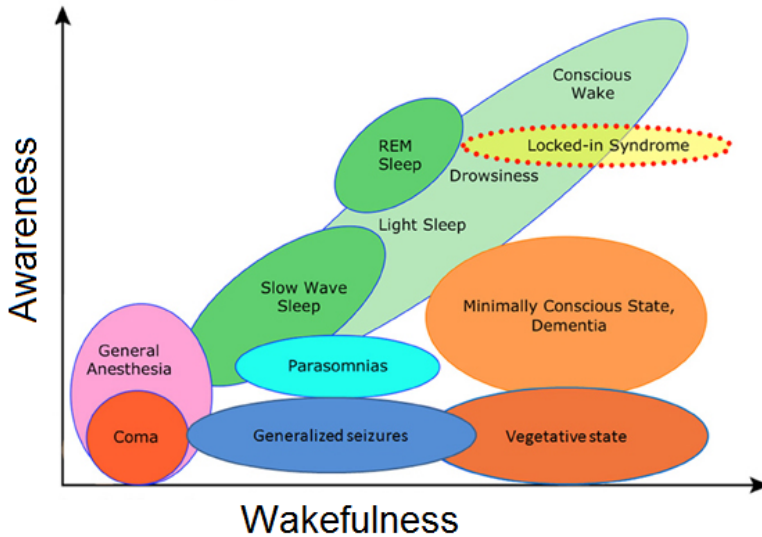 Awareness
Conscious
Wake
REM
Sleep
Locked-in Syndrome
Drowsiness
Light Sleep
Slow Wave
Sleep
Minimally Conscious State,
Dementia
General
Anesthesia
Parasomnias
Coma
Generalized seizures
Vegetative state
Wakefulness